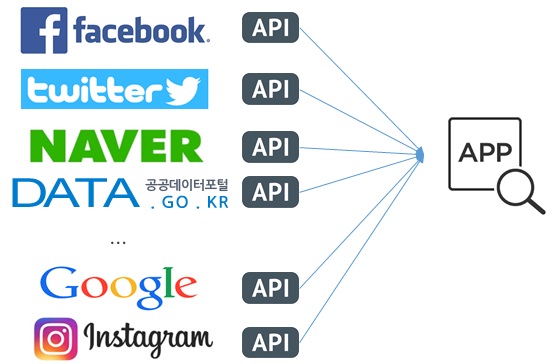 facebook. API
twitter API
NAVER API
DATA 공공데이터포털 API
. GO . KR
...
Google API
Instagram API
APP